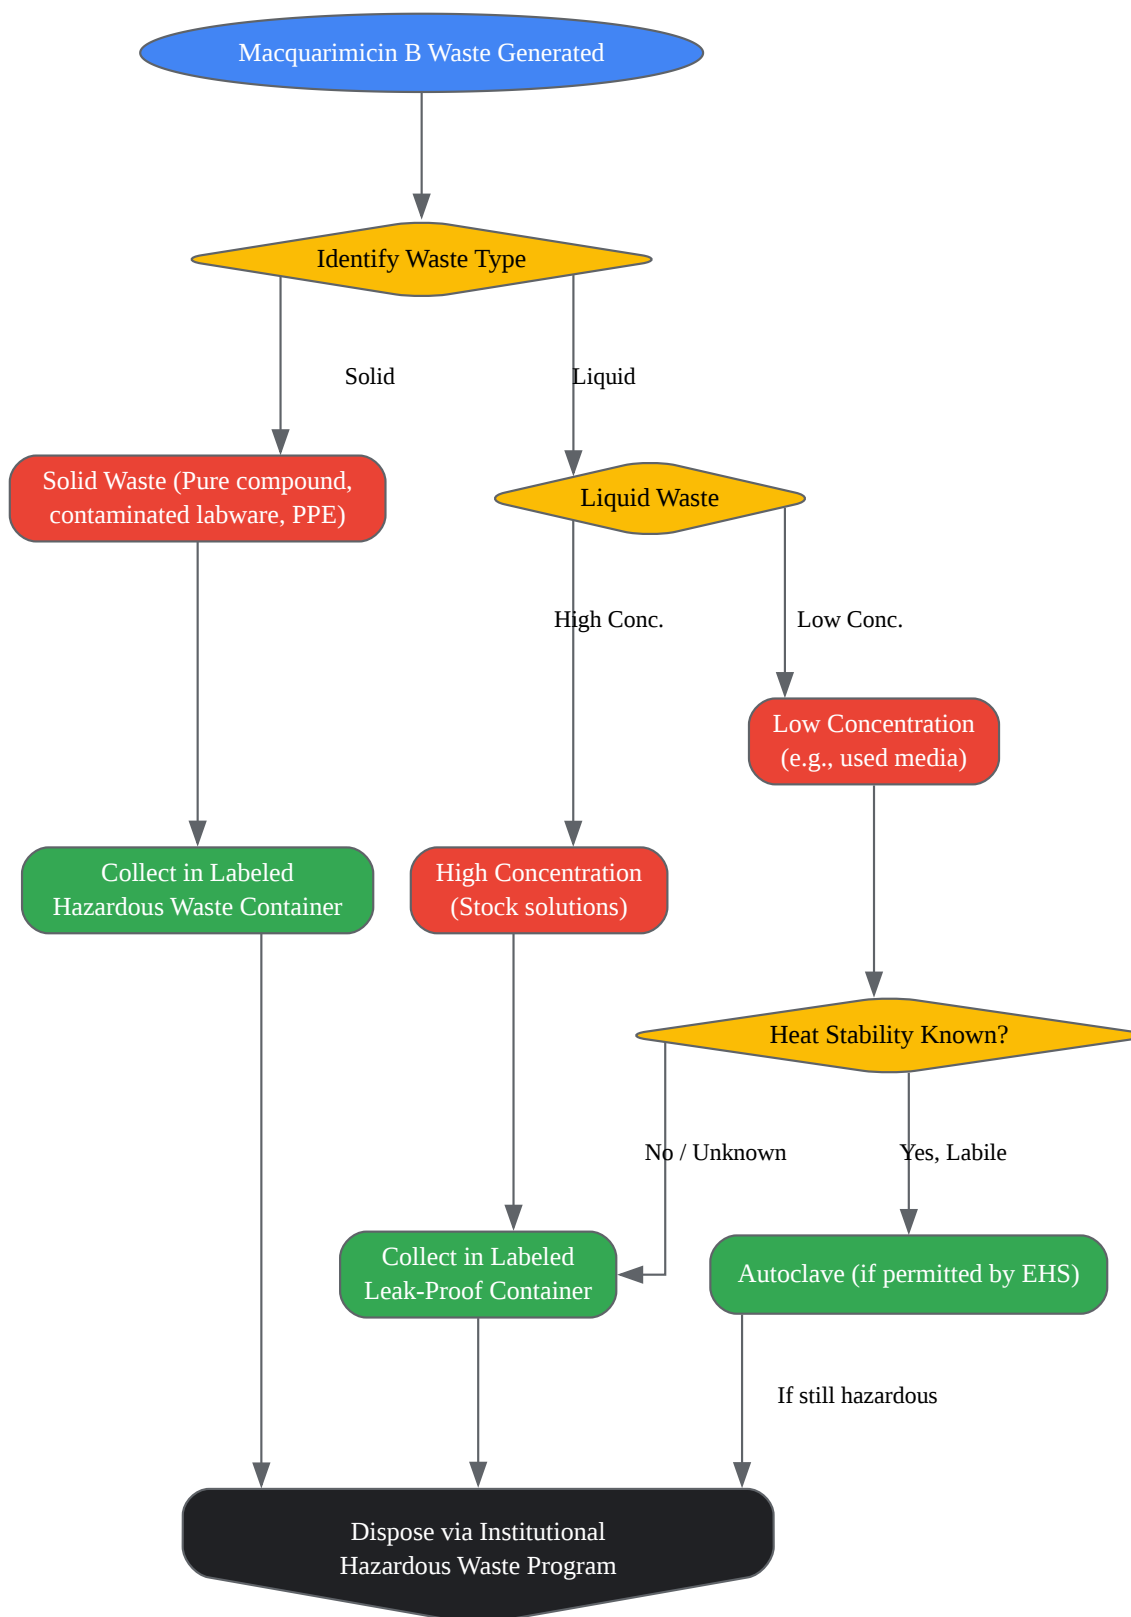 Macquarimicin B Waste Generated
Identify Waste Type
Solid
Liquid
Solid Waste (Pure compound,
contaminated labware, PPE)
Liquid Waste
High Conc.
Low Conc.
Low Concentration
(e.g., used media)
Collect in Labeled
Hazardous Waste Container
High Concentration
(Stock solutions)
Heat Stability Known?
No / Unknown
Yes, Labile
Collect in Labeled
Leak-Proof Container
Autoclave (if permitted by EHS)
If still hazardous
Dispose via Institutional
Hazardous Waste Program